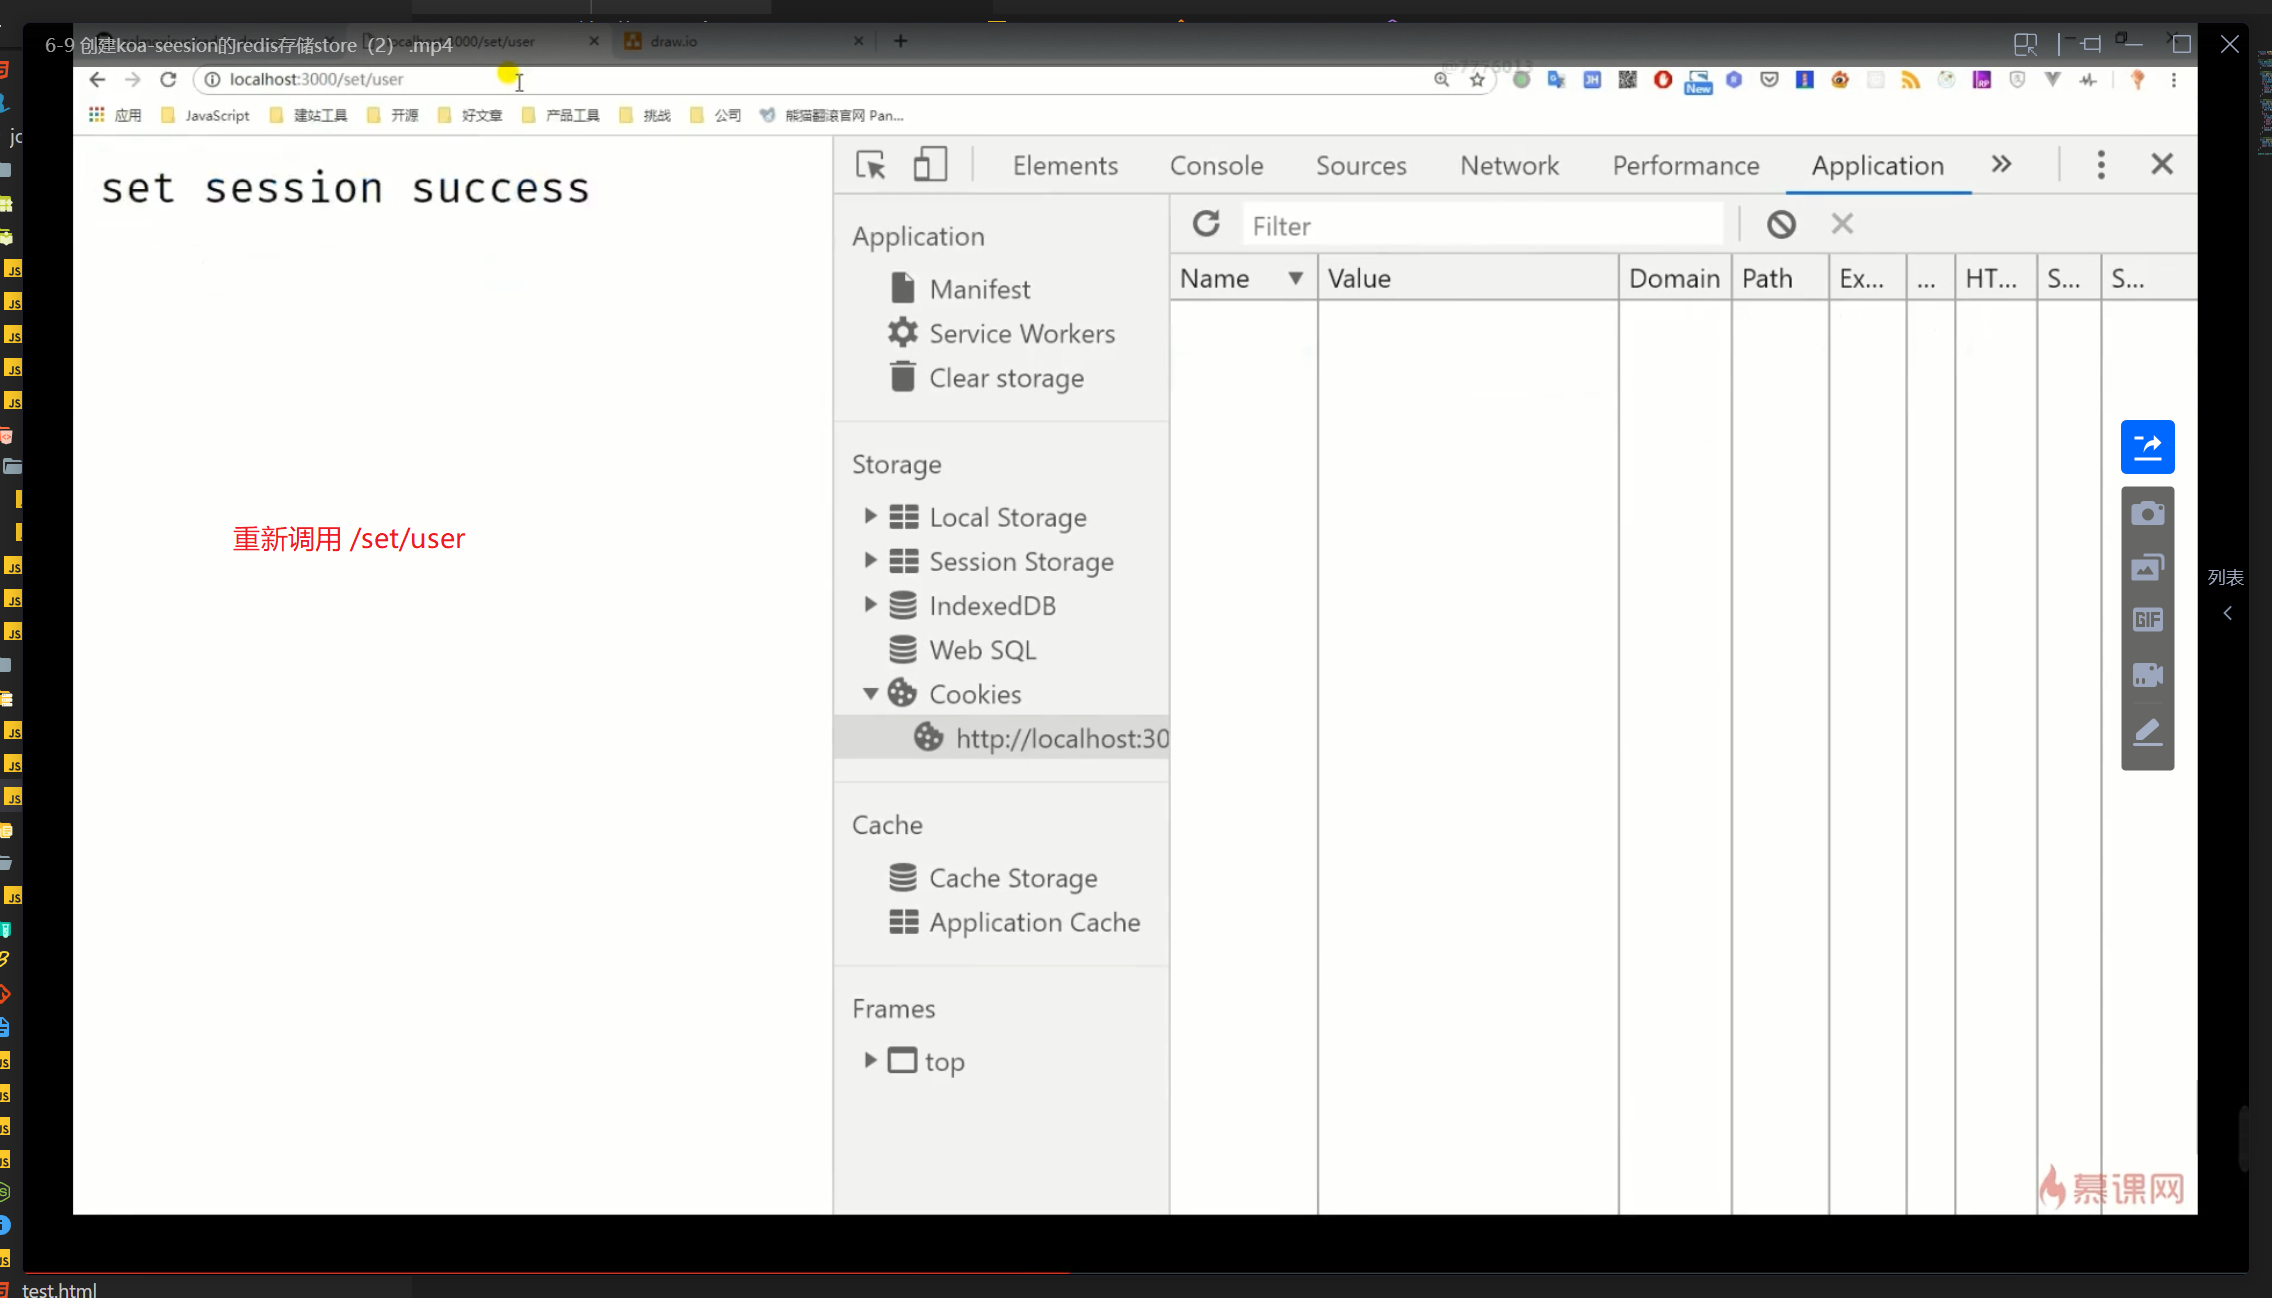 6-9 创建koa-seesion的redis存储store（2） .mp4
localhost:3000/set/user
draw.io
localhost:3000/set/user
应用
JavaScript
建站工具
开源
好文章
产品工具
挑战
公司
熊猫翻滚官网 Pan...
set session success
Elements
Console
Sources
Network
Performance
Application
Filter
Application
Manifest
Service Workers
Clear storage
Name
Value
Domain
Path
Ex...
...
HT...
S...
S...
Storage
Local Storage
Session Storage
IndexedDB
Web SQL
Cookies
http://localhost:30
重新调用 /set/user
Cache
Cache Storage
Application Cache
Frames
top
New
GIF
列表
慕课网
test.html